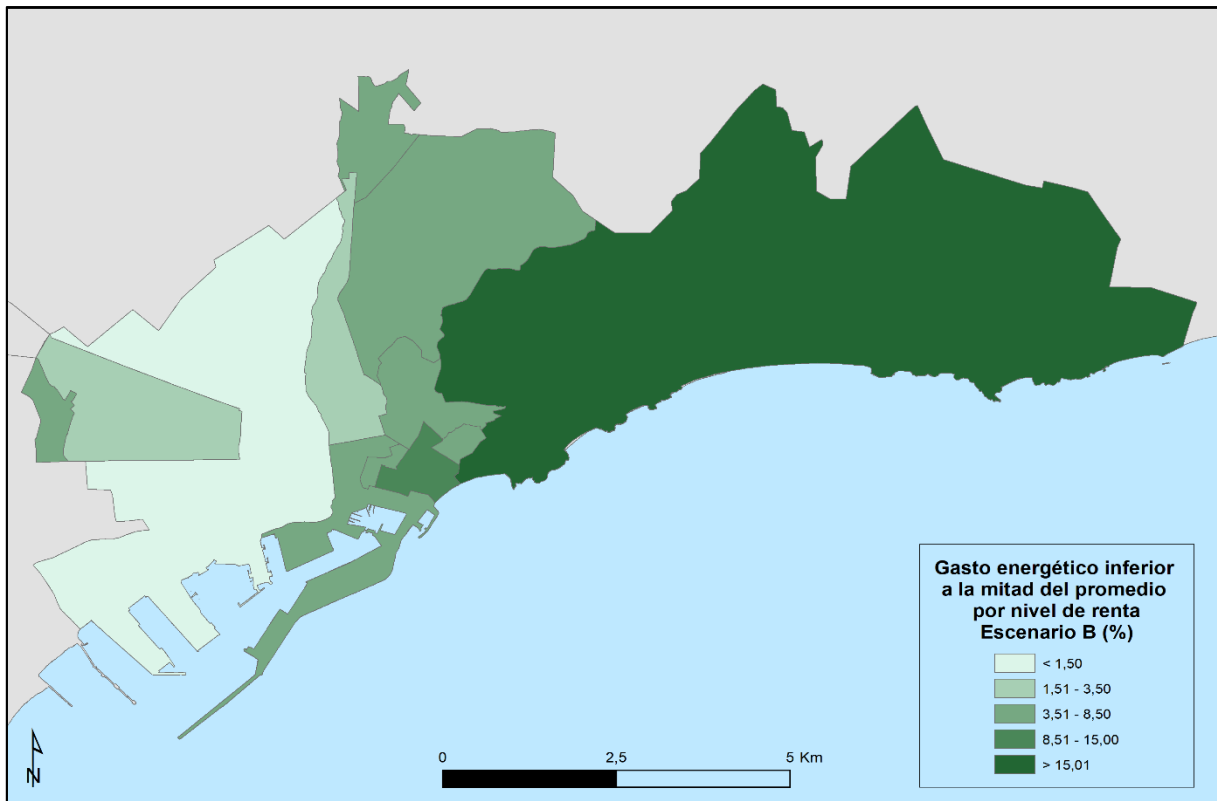 Gasto energético inferior
a la mitad del promedio
por nivel de renta
Escenario B (%)
< 1,50
1,51 - 3,50
3,51 - 8,50
8,51 - 15,00
> 15,01
N
0 2,5 5 Km